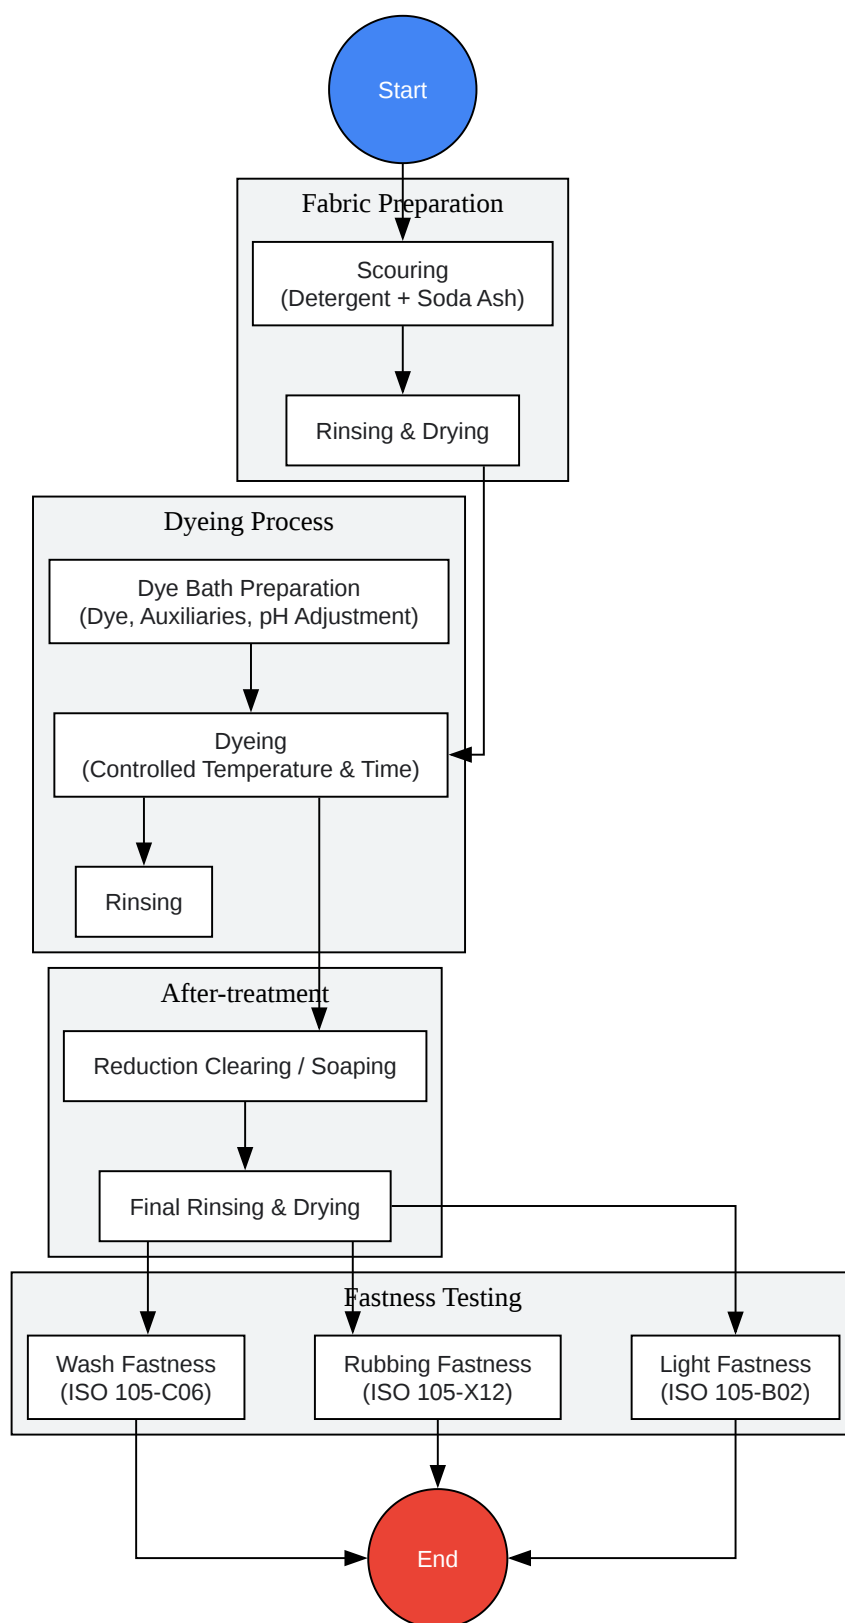 Start
Fabric Preparation
Scouring
(Detergent + Soda Ash)
Rinsing & Drying
Dyeing Process
Dye Bath Preparation
(Dye, Auxiliaries, pH Adjustment)
Dyeing
(Controlled Temperature & Time)
Rinsing
After-treatment
Reduction Clearing / Soaping
Final Rinsing & Drying
Fastness Testing
Wash Fastness
(ISO 105-C06)
Rubbing Fastness
(ISO 105-X12)
Light Fastness
(ISO 105-B02)
End